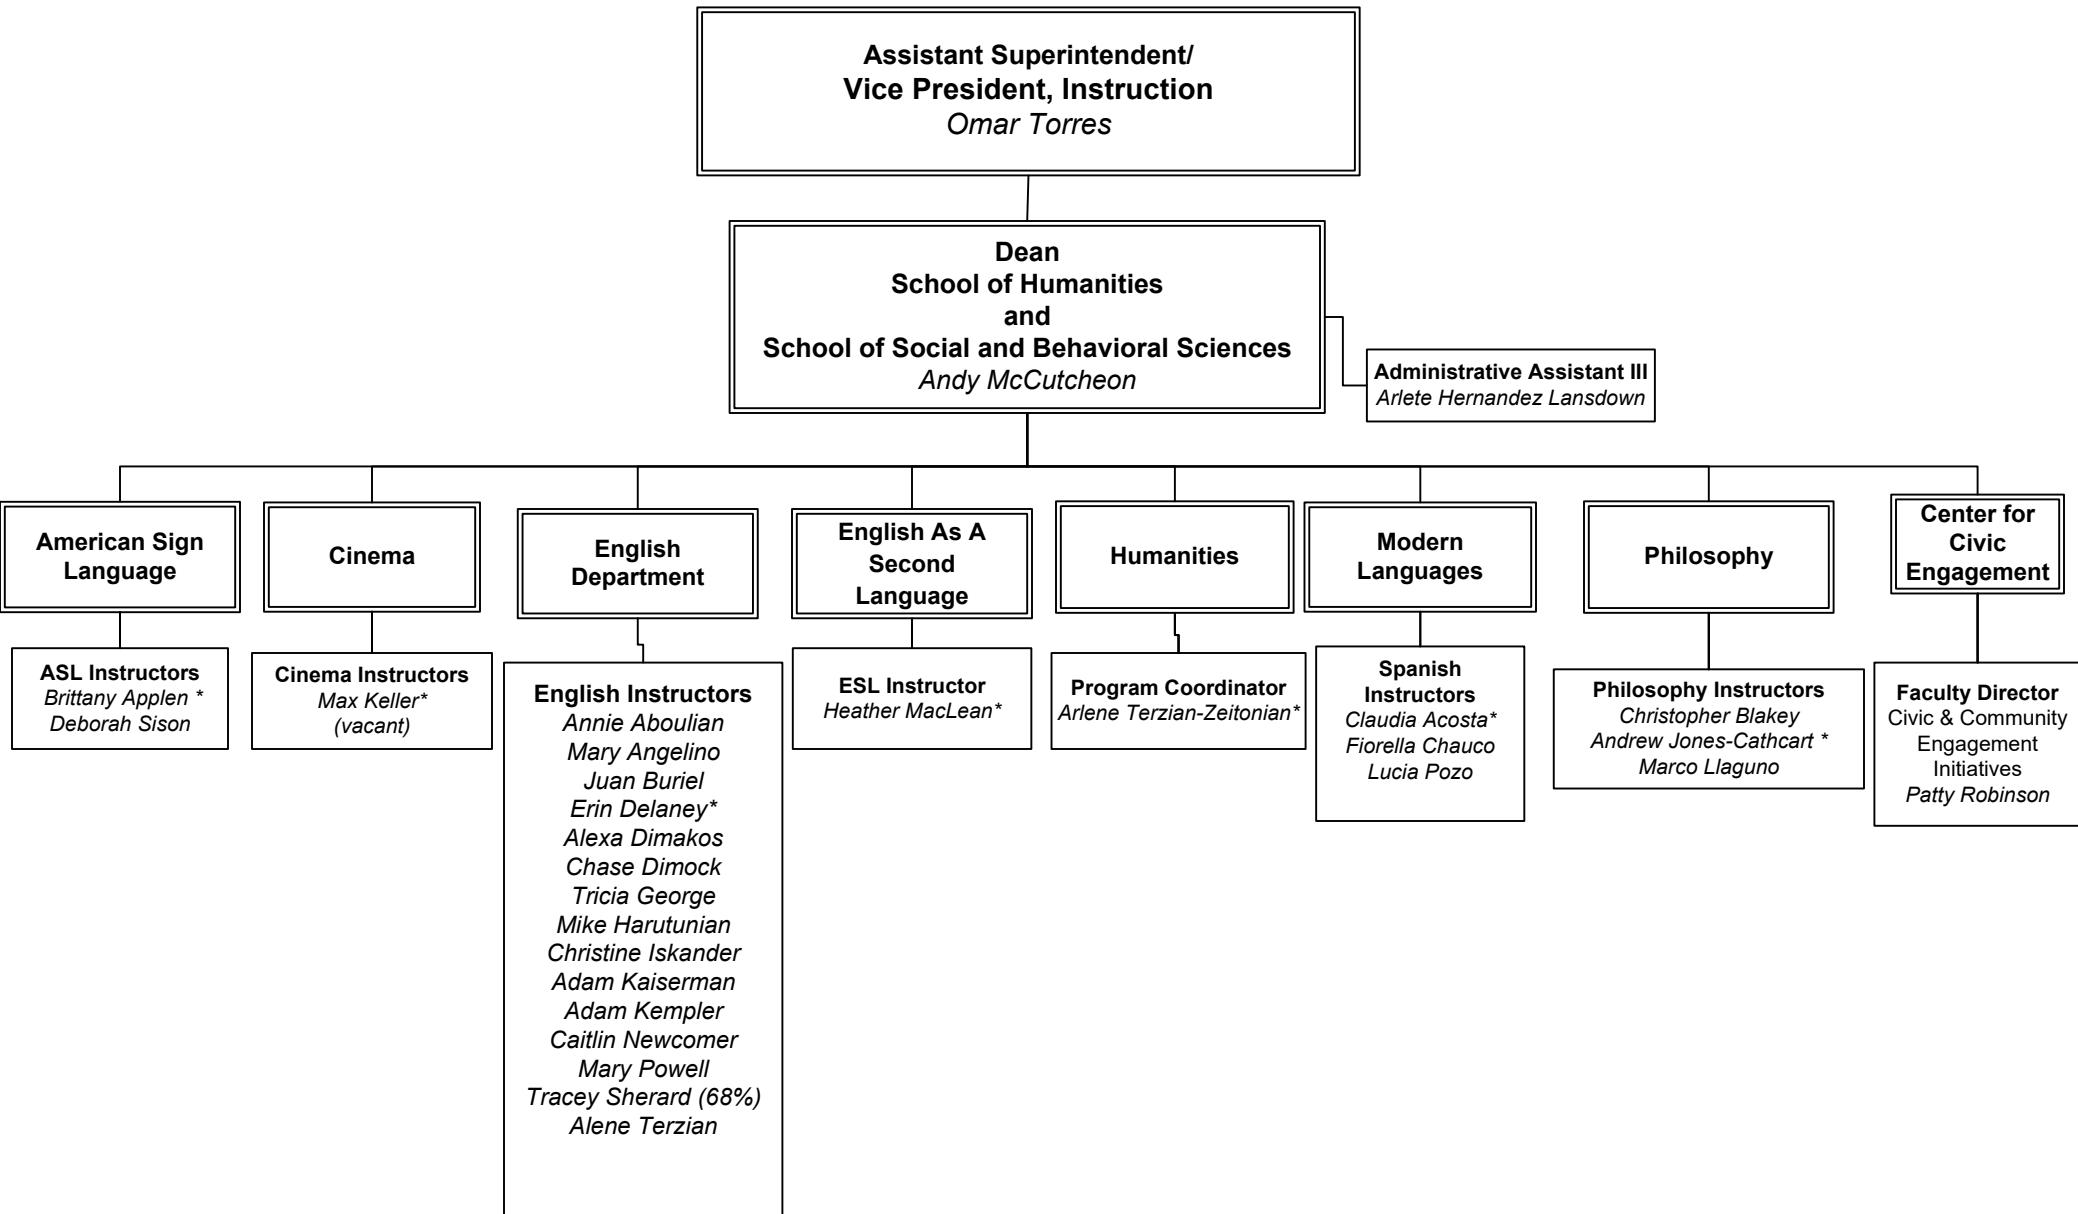 Assistant Superintendent/
Vice President, Instruction
Omar Torres
Dean
School of Humanities
and
School of Social and Behavioral Sciences
Andy McCutcheon
Administrative Assistant III
Arlete Hernandez Lansdown
American Sign
Language
ASL Instructors
Brittany Applen *
Deborah Sison
Cinema
Cinema Instructors
Max Keller*
(vacant)
English
Department
English Instructors
Annie Aboulian
Mary Angelino
Juan Buriel
Erin Delaney*
Alexa Dimakos
Chase Dimock
Tricia George
Mike Harutunian
Christine Iskander
Adam Kaiserman
Adam Kempler
Caitlin Newcomer
Mary Powell
Tracey Sherard (68%)
Alene Terzian
English As A
Second
Language
ESL Instructor
Heather MacLean*
Humanities
Program Coordinator
Arlene Terzian-Zeitonian*
Modern
Languages
Spanish
Instructors
Claudia Acosta*
Fiorella Chauco
Lucia Pozo
Philosophy
Philosophy Instructors
Christopher Blakey
Andrew Jones-Cathcart *
Marco Llaguno
Center for
Civic
Engagement
Faculty Director
Civic & Community
Engagement
Initiatives
Patty Robinson